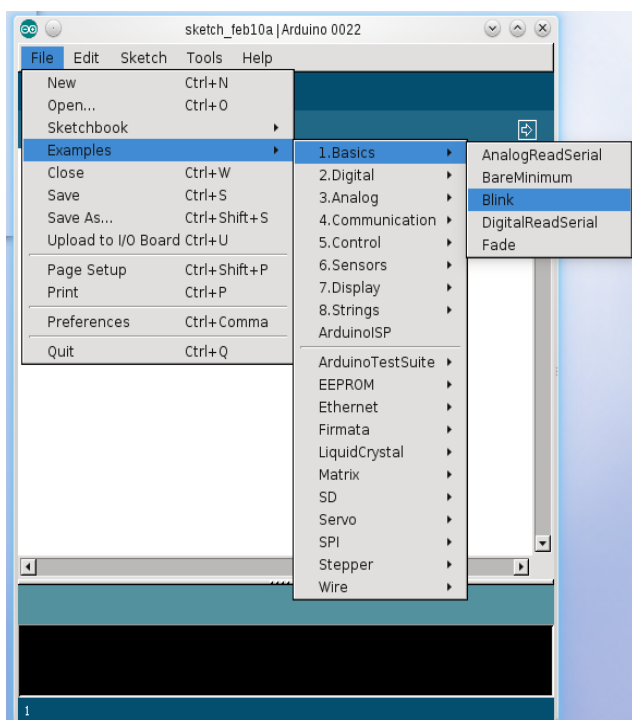 sketch_feb10a | Arduino 0022
File Edit Sketch Tools Help
New Ctrl+N
Open... Ctrl+O
Sketchbook
Examples
Close Ctrl+W
Save Ctrl+S
Save As... Ctrl+Shift+S
Upload to I/O Board Ctrl+U
Page Setup Ctrl+Shift+P
Print Ctrl+P
Preferences Ctrl+Comma
Quit Ctrl+Q
1.Basics
2.Digital
3.Analog
4.Communication
5.Control
6.Sensors
7.Display
8.Strings
ArduinoISP
ArduinoTestSuite
EEPROM
Ethernet
Firmata
LiquidCrystal
Matrix
SD
Servo
SPI
Stepper
Wire
AnalogReadSerial
BareMinimum
Blink
DigitalReadSerial
Fade
1